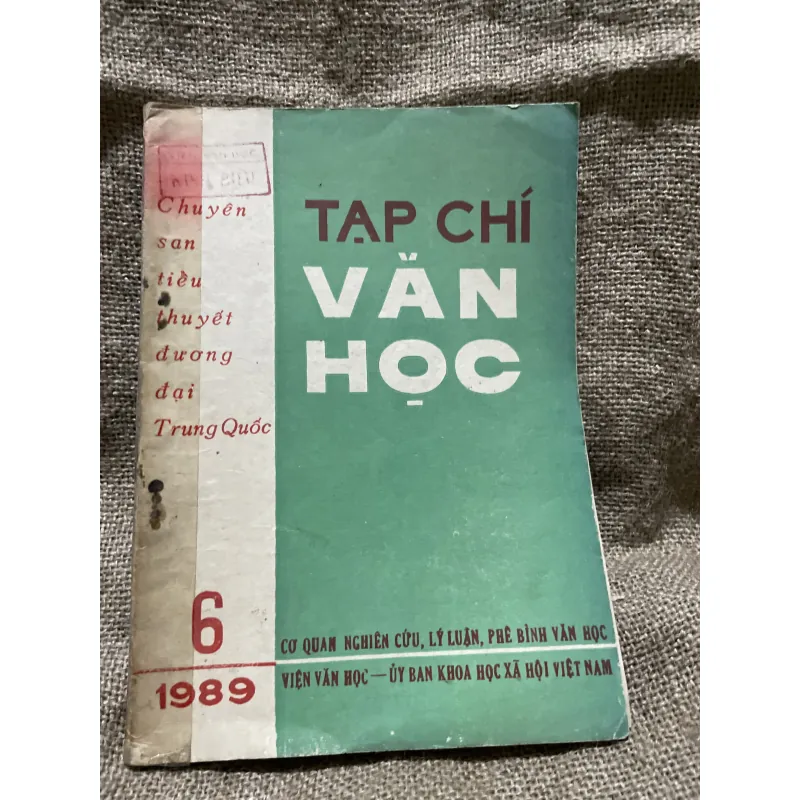 Chuyên
san
tiểu
thuyết
đương
đại
Trung Quốc
TẠP CHÍ
VĂN
HỌC
6
1989
CƠ QUAN NGHIÊN CỨU, LÝ LUẬN, PHÊ BÌNH VĂN HỌC
VIỆN VĂN HỌC — ỦY BAN KHOA HỌC XÃ HỘI VIỆT NAM